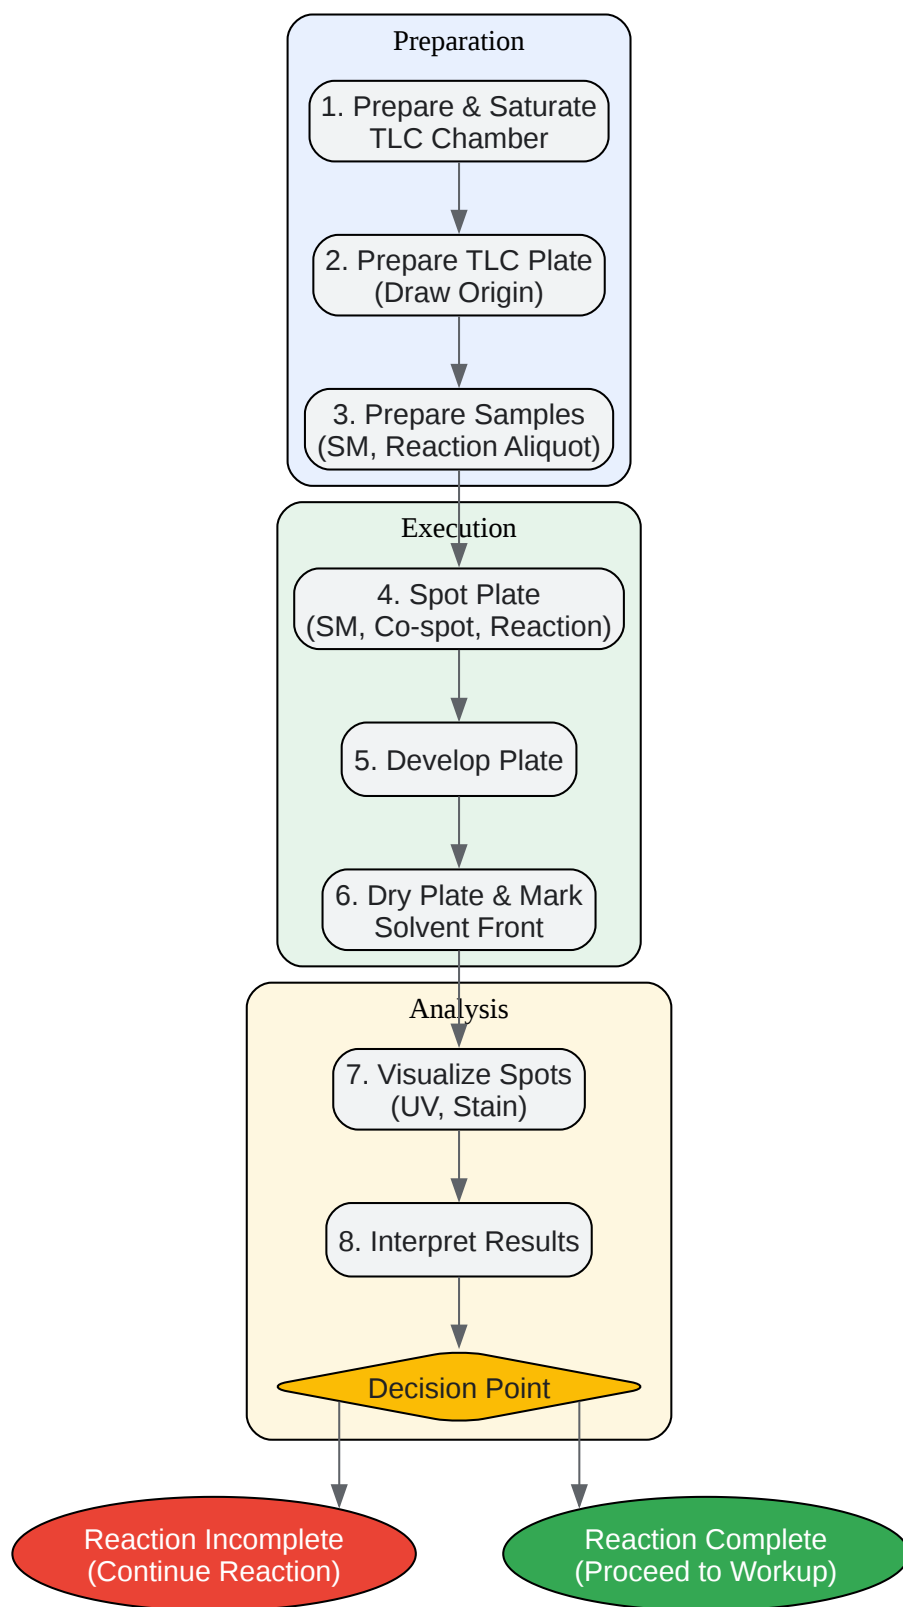 Preparation
1. Prepare & Saturate
TLC Chamber
2. Prepare TLC Plate
(Draw Origin)
3. Prepare Samples
(SM, Reaction Aliquot)
Execution
4. Spot Plate
(SM, Co-spot, Reaction)
5. Develop Plate
6. Dry Plate & Mark
Solvent Front
Analysis
7. Visualize Spots
(UV, Stain)
8. Interpret Results
Decision Point
Reaction Incomplete
(Continue Reaction)
Reaction Complete
(Proceed to Workup)